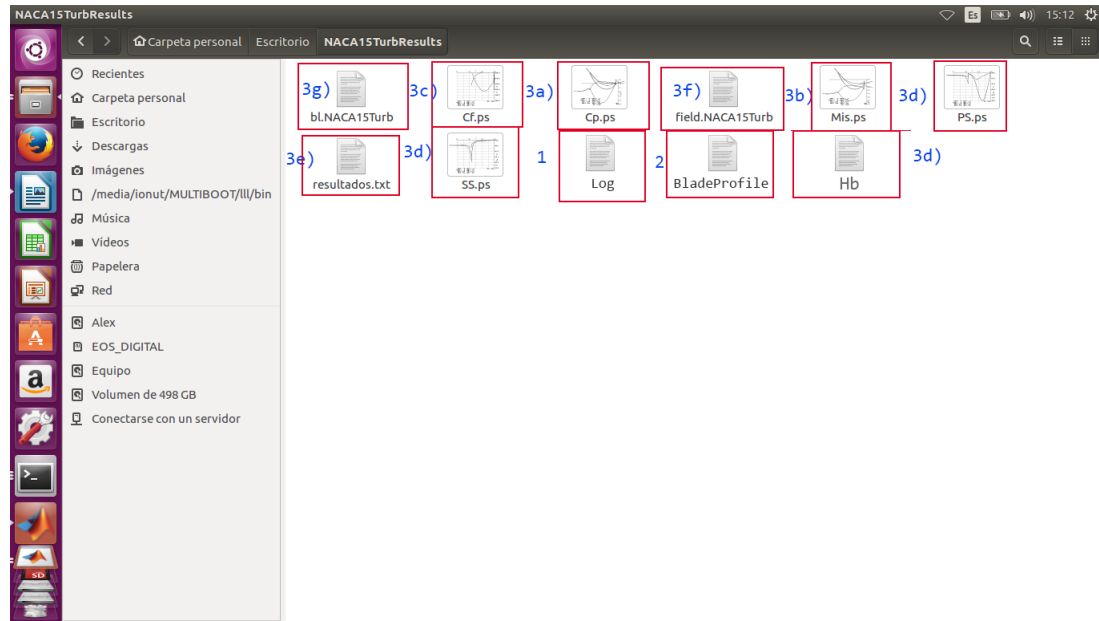 NACA15TurbResults
Es
15:12
Carpeta personal Escritorio NACA15TurbResults
Recientes
Carpeta personal
Escritorio
Descargas
Imágenes
/media/ionut/MULTIBOOT/lll/bin
Música
Vídeos
Papelera
Red
Alex
EOS_DIGITAL
Equipo
Volumen de 498 GB
Conectarse con un servidor
3g) 3c) 3a) 3f) 3b) 3d)
bl.NACA15Turb Cf.ps Cp.ps field.NACA15Turb Mis.ps PS.ps
3e) 3d) 1 2 3d)
resultados.txt SS.ps Log BladeProfile Hb
A
a
>_
SD